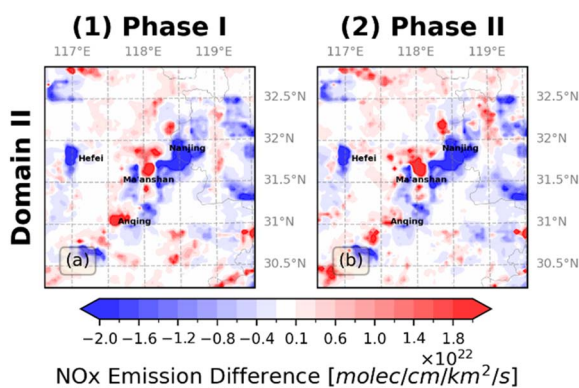 (1) Phase I (2) Phase II
117°E 118°E 119°E 117°E 118°E 119°E
32.5°N 32.5°N
32°N 32°N
Nanjing Nanjing
Hefei Hefei
31.5°N 31.5°N
Ma'anshan Ma'anshan
Domain II
Anqing 31°N Anqing 31°N
(a) 30.5°N (b) 30.5°N
−2.0 −1.6 −1.2 −0.8 −0.4 0.1 0.6 1.0 1.4 1.8
×10²²
NOx Emission Difference [molec/cm/km²/s]